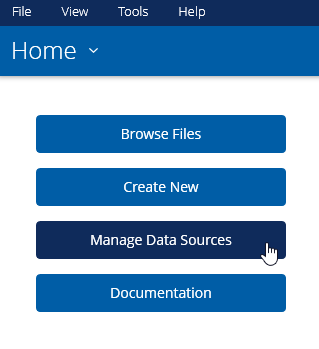 File View Tools Help
Home
Browse Files
Create New
Manage Data Sources
Documentation